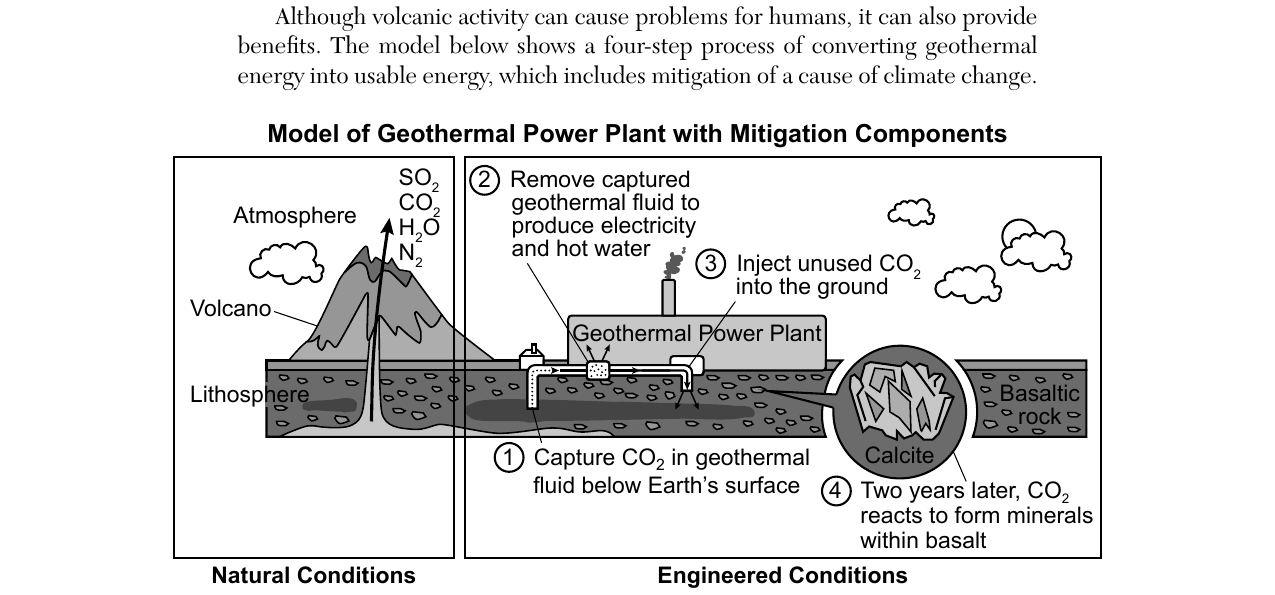 Although volcanic activity can cause problems for humans, it can also provide
benefits. The model below shows a four-step process of converting geothermal
energy into usable energy, which includes mitigation of a cause of climate change.
Model of Geothermal Power Plant with Mitigation Components
SO₂
CO₂
H₂O
N₂
Atmosphere
Volcano
Lithosphere
2 Remove captured
geothermal fluid to
produce electricity
and hot water
3 Inject unused CO₂
into the ground
Geothermal Power Plant
Basaltic
rock
Calcite
1 Capture CO₂ in geothermal
fluid below Earth's surface
4 Two years later, CO₂
reacts to form minerals
within basalt
Natural Conditions
Engineered Conditions